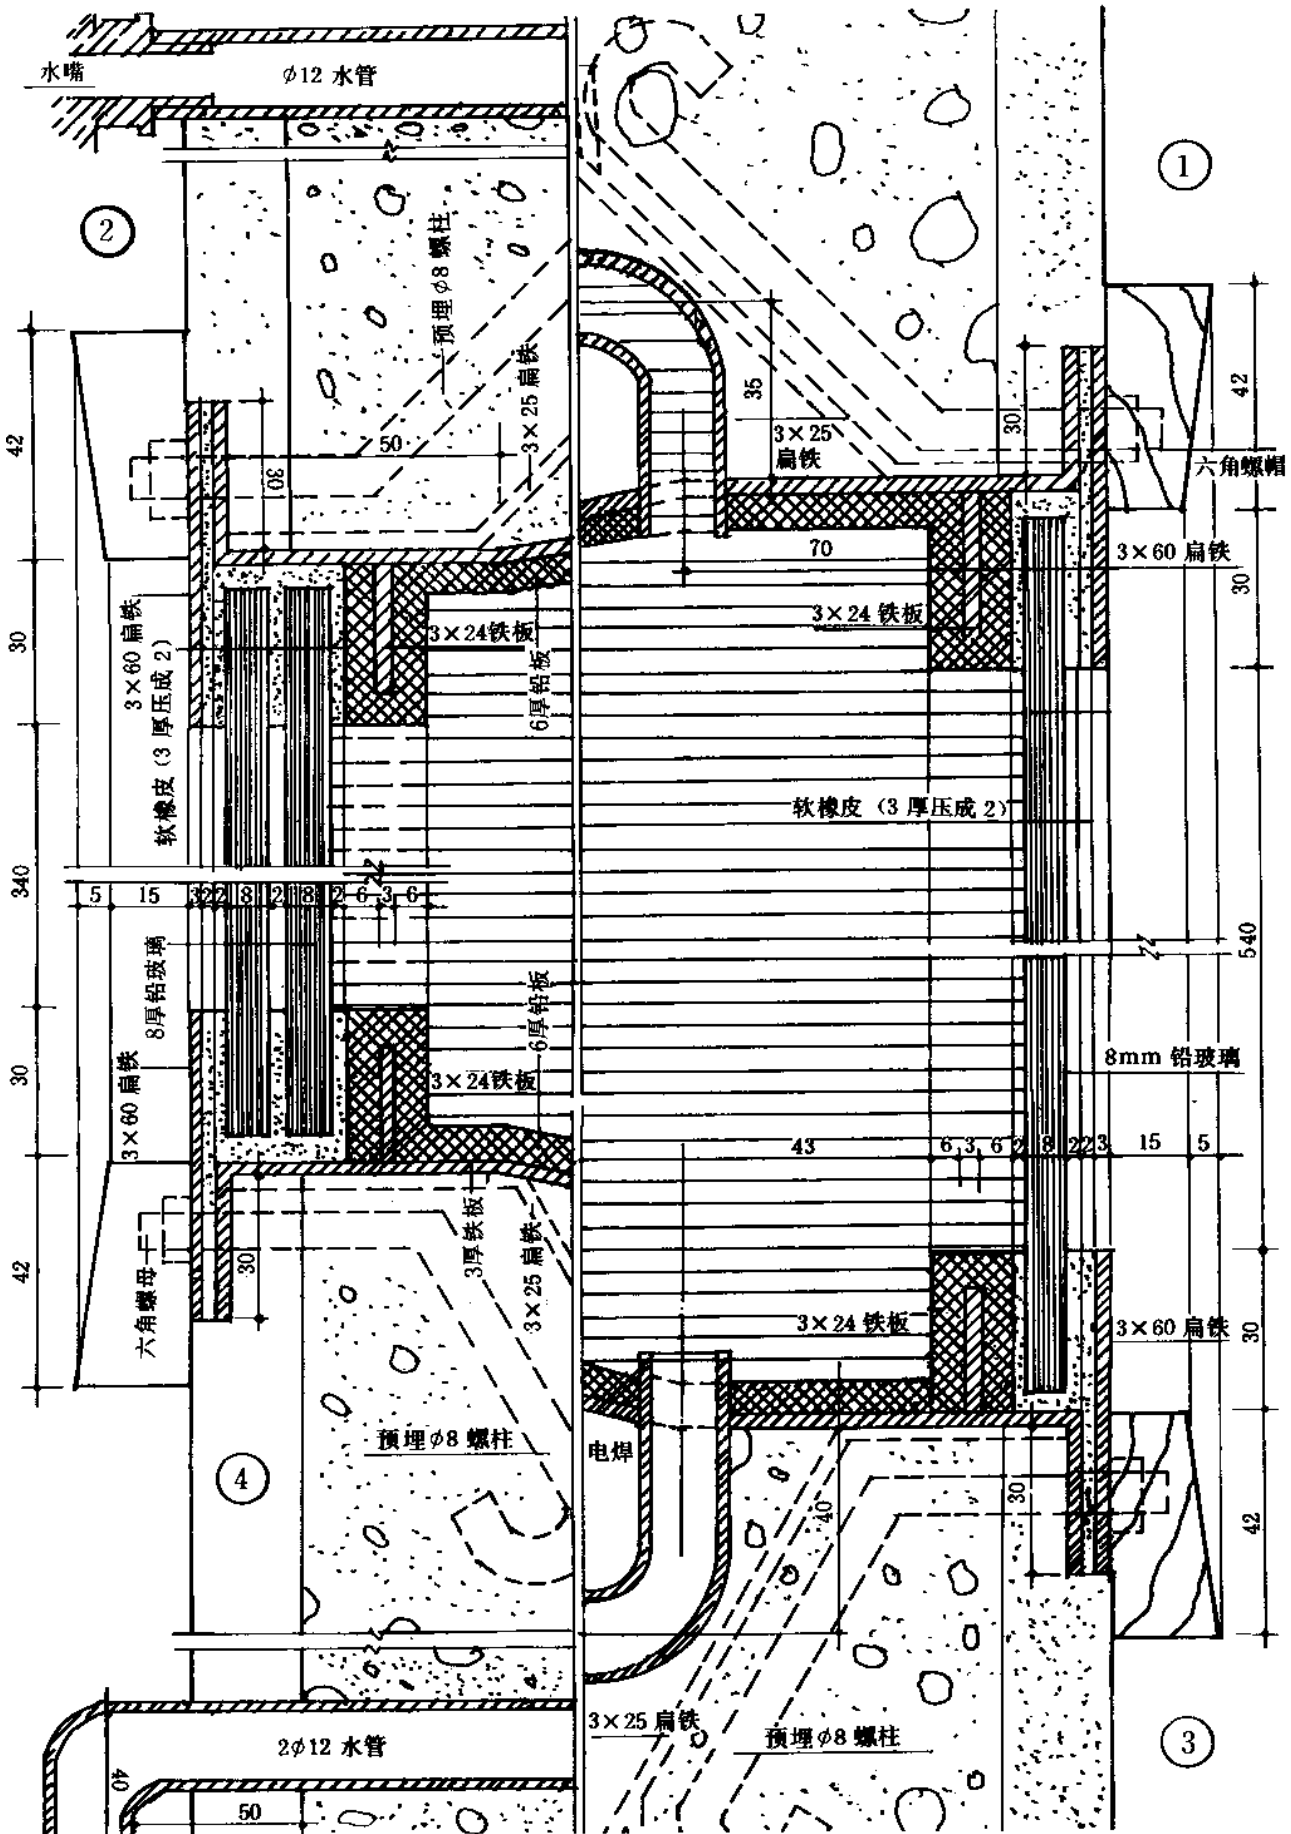 水嘴
φ12 水管
①
②
预埋φ8 螺柱
3×25 扁铁
50
30
42
30
340
30
42
35
3×25
扁铁
30
42
六角螺帽
70
3×60 扁铁
30
3×24 铁板
3×24铁板
6厚铅板
3×60 扁铁
软橡皮（3 厚压成 2）
软橡皮（3 厚压成 2）
5 15 3 2 2 8 2 8 2 6 3 6
540
8厚铅玻璃
6厚铅板
3×24铁板
3×60 扁铁
8mm 铅玻璃
43 6 3 6 2 8 2 2 3 15 5
3厚铁板
3×25 扁铁
30
六角螺母
3×24 铁板
3×60 扁铁
30
预埋φ8 螺柱
电焊
④
40
30
42
3×25 扁铁
预埋φ8 螺柱
③
2φ12 水管
40
50